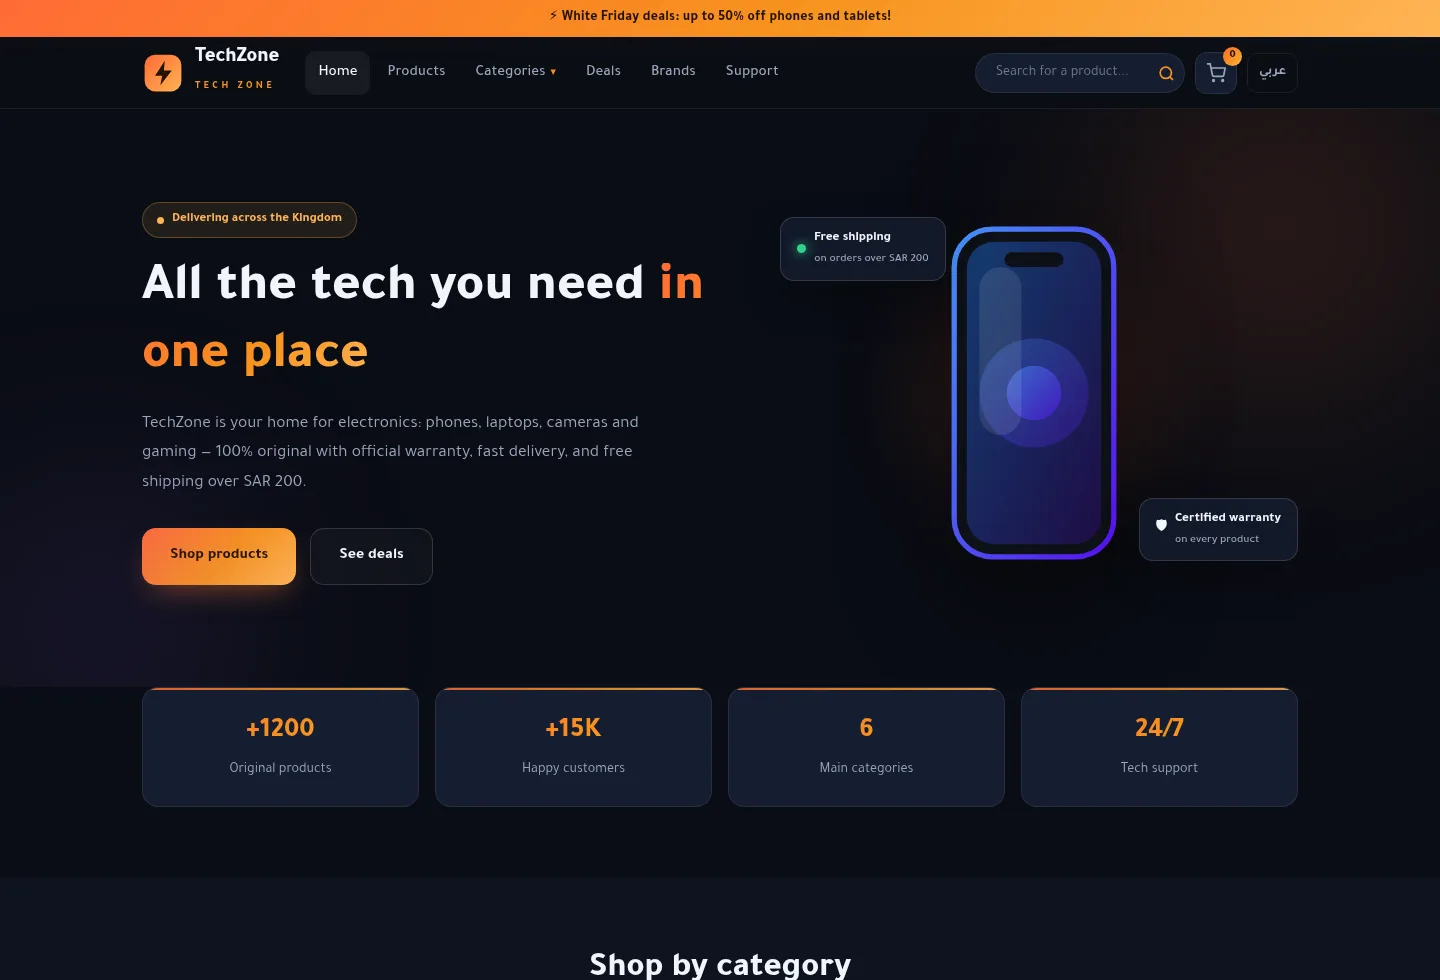 ⚡ White Friday deals: up to 50% off phones and tablets!
TechZone
TECH ZONE
Home
Products
Categories ▾
Deals
Brands
Support
Search for a product...
0
عربي
Delivering across the Kingdom
All the tech you need in
one place
TechZone is your home for electronics: phones, laptops, cameras and
gaming — 100% original with official warranty, fast delivery, and free
shipping over SAR 200.
Shop products
See deals
Free shipping
on orders over SAR 200
Certified warranty
on every product
+1200
Original products
+15K
Happy customers
6
Main categories
24/7
Tech support
Shop by category